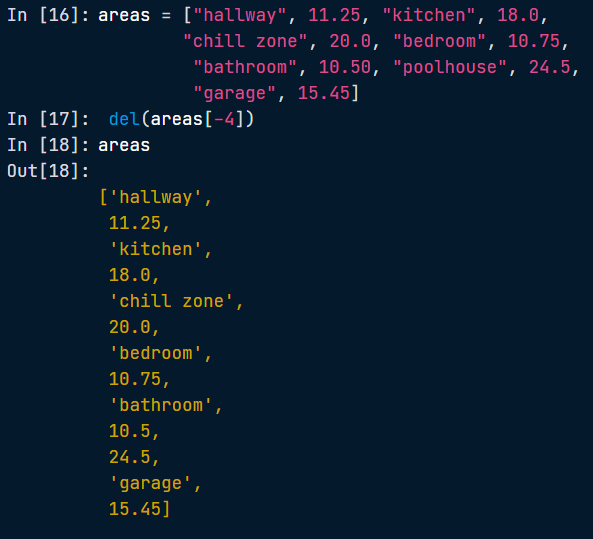 In [16]: areas = ["hallway", 11.25, "kitchen", 18.0,
"chill zone", 20.0, "bedroom", 10.75,
"bathroom", 10.50, "poolhouse", 24.5,
"garage", 15.45]
In [17]: del(areas[-4])
In [18]: areas
Out[18]:
['hallway',
11.25,
'kitchen',
18.0,
'chill zone',
20.0,
'bedroom',
10.75,
'bathroom',
10.5,
24.5,
'garage',
15.45]